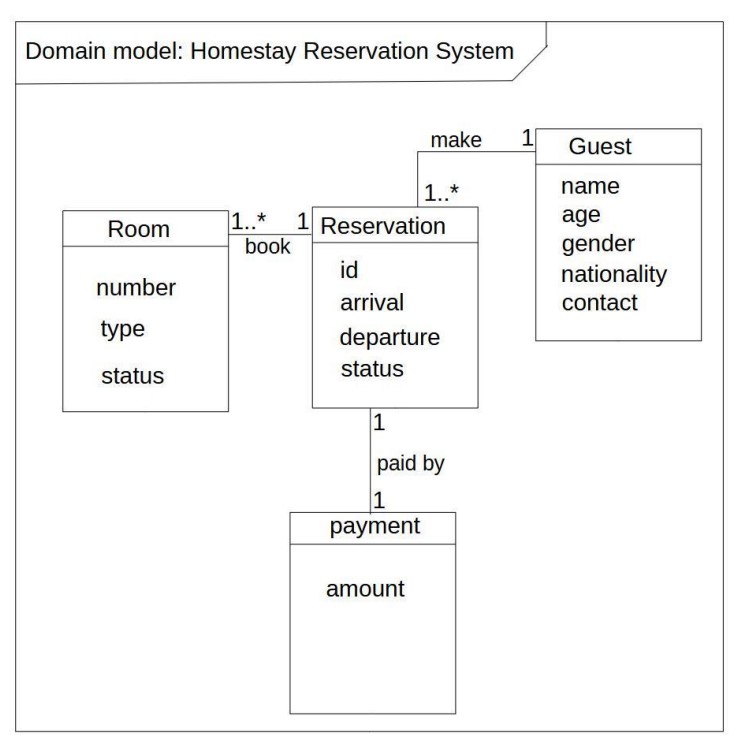 Domain model: Homestay Reservation System
make
1
Guest
name
age
gender
nationality
contact
1..*
Room
number
type
status
1..*
1
book
Reservation
id
arrival
departure
status
1
paid by
1
payment
amount